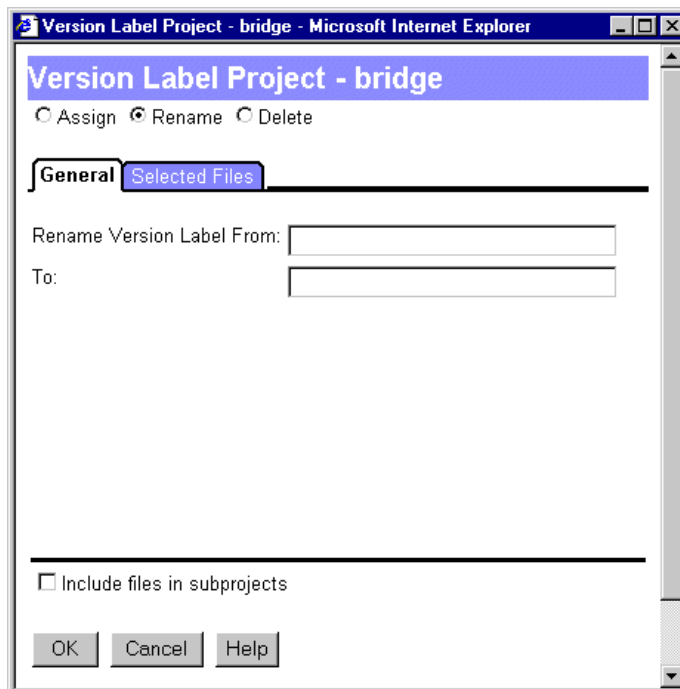 Version Label Project - bridge - Microsoft Internet Explorer
Version Label Project - bridge
Assign Rename Delete
General Selected Files
Rename Version Label From:
To:
Include files in subprojects
OK Cancel Help